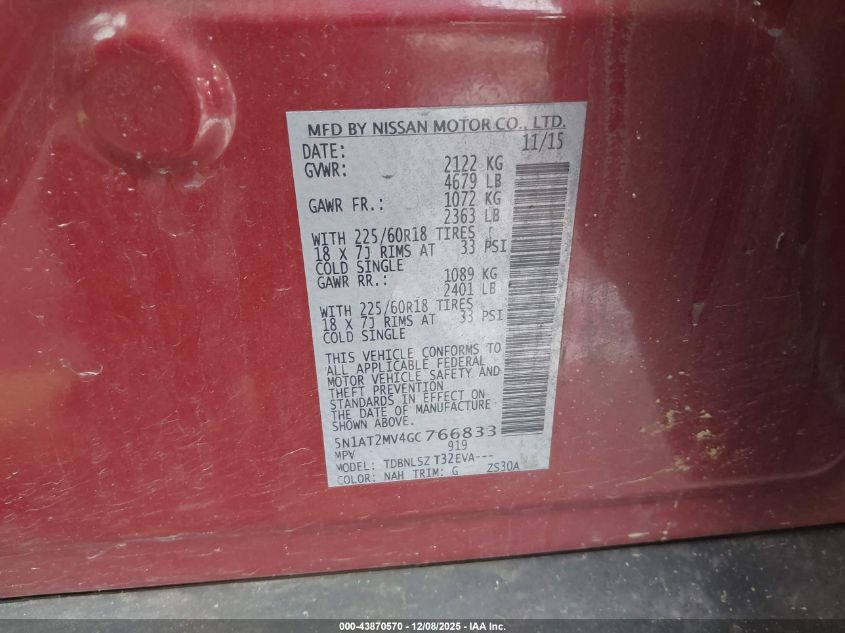 MFD BY NISSAN MOTOR CO., LTD.
DATE: 11/15
GVWR: 2122 KG
4679 LB
GAWR FR.: 1072 KG
2363 LB
WITH 225/60R18 TIRES
18 X 7J RIMS AT 33 PSI
COLD SINGLE
GAWR RR.: 1089 KG
2401 LB
WITH 225/60R18 TIRES
18 X 7J RIMS AT 33 PSI
COLD SINGLE
THIS VEHICLE CONFORMS TO
ALL APPLICABLE FEDERAL
MOTOR VEHICLE SAFETY AND
THEFT PREVENTION
STANDARDS IN EFFECT ON
THE DATE OF MANUFACTURE
SHOWN ABOVE.
5N1AT2MV4GC766833
MPV 919
MODEL: TDBNLSZ T32EVA---
COLOR: NAH TRIM: G ZS30A
000-43870570 - 12/08/2025 - IAA Inc.